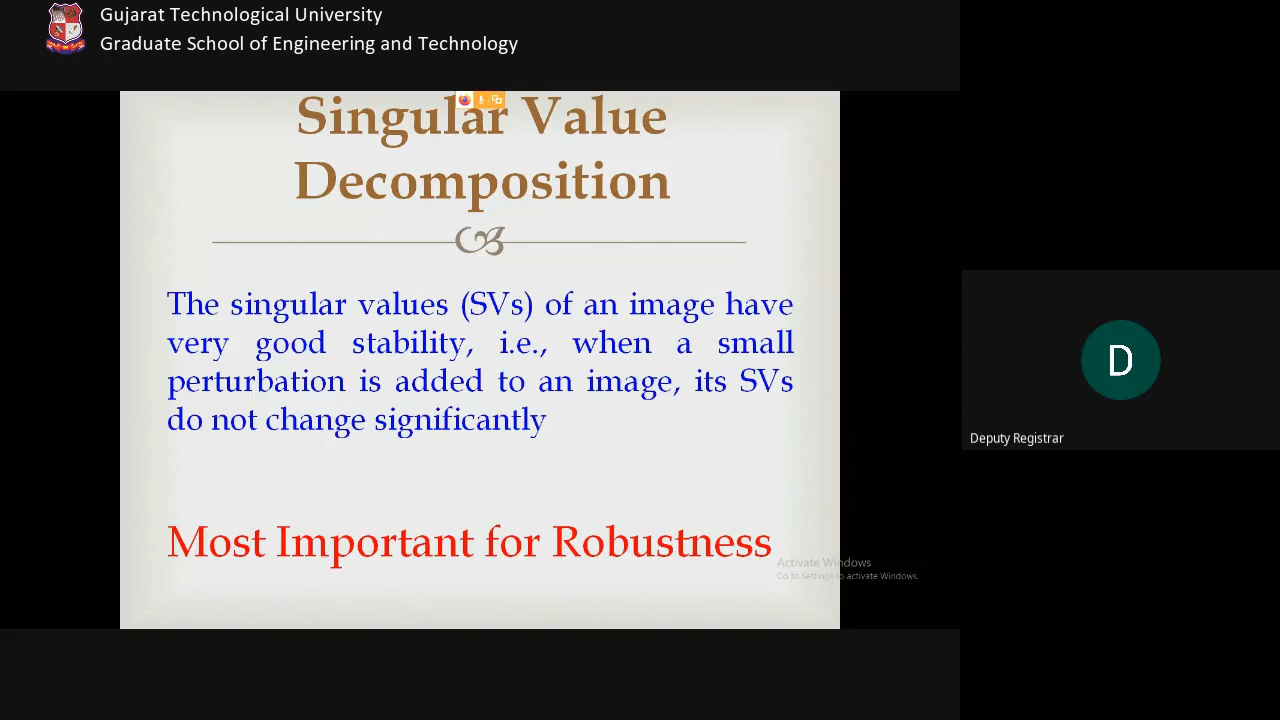 Gujarat Technological University
Graduate School of Engineering and Technology
Singular Value
Decomposition
The singular values (SVs) of an image have
very good stability, i.e., when a small
perturbation is added to an image, its SVs
do not change significantly
Most Important for Robustness
Activate Windows
Go to Settings to activate Windows.
D
Deputy Registrar